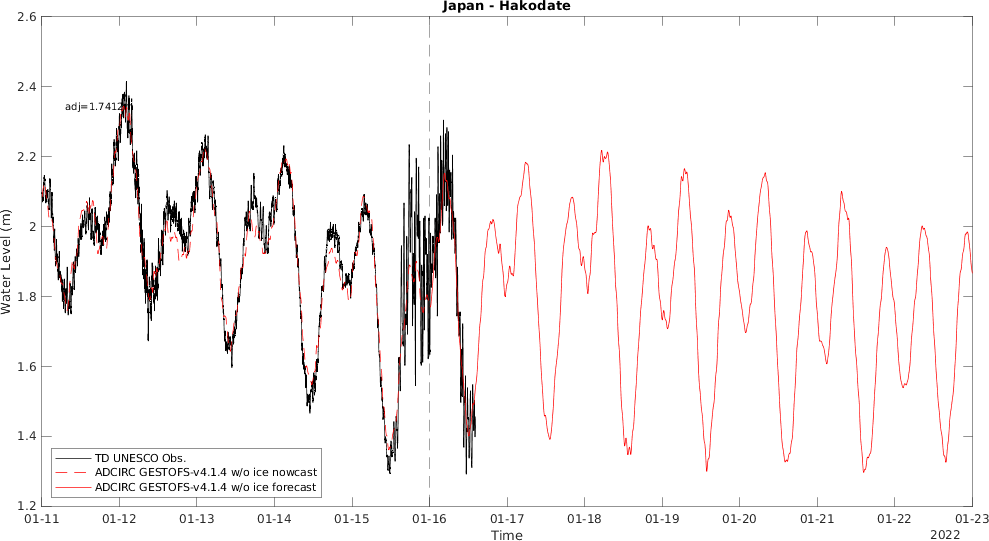 Japan - Hakodate
2.6
2.4
2.2
2
1.8
1.6
1.4
1.2
Water Level (m)
adj=1.7412
TD UNESCO Obs.
ADCIRC GESTOFS-v4.1.4 w/o ice nowcast
ADCIRC GESTOFS-v4.1.4 w/o ice forecast
01-11 01-12 01-13 01-14 01-15 01-16 01-17 01-18 01-19 01-20 01-21 01-22 01-23
Time
2022